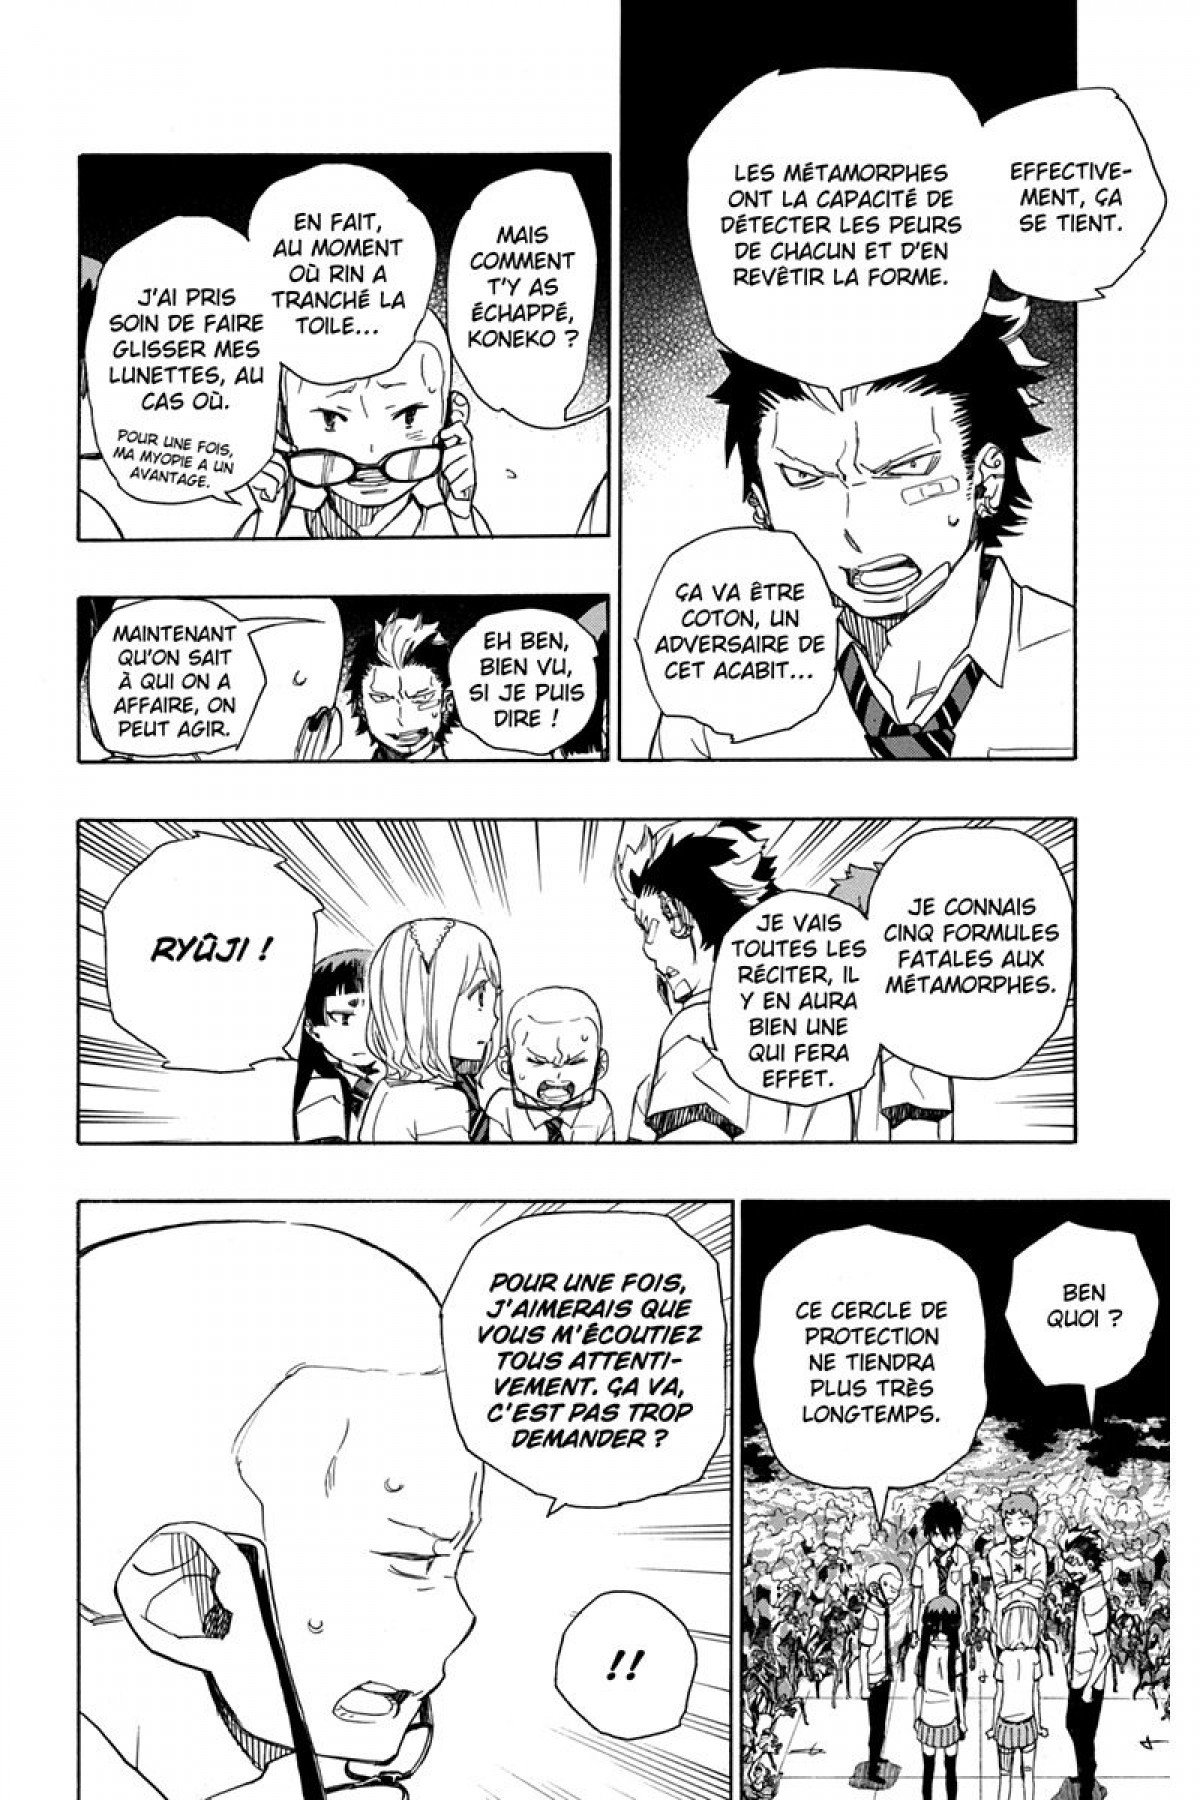 EFFECTIVE-
MENT, ÇA
SE TIENT.
LES MÉTAMORPHES
ONT LA CAPACITÉ DE
DÉTECTER LES PEURS
DE CHACUN ET D'EN
REVÊTIR LA FORME.
ÇA VA ÊTRE
COTON, UN
ADVERSAIRE DE
CET ACABIT...
MAIS
COMMENT
T'Y AS
ÉCHAPPÉ,
KONEKO ?
EN FAIT,
AU MOMENT
OÙ RIN A
TRANCHÉ LA
TOILE...
J'AI PRIS
SOIN DE FAIRE
GLISSER MES
LUNETTES, AU
CAS OÙ.
POUR UNE FOIS,
MA MYOPIE A UN
AVANTAGE.
EH BEN,
BIEN VU,
SI JE PUIS
DIRE !
MAINTENANT
QU'ON SAIT
À QUI ON A
AFFAIRE, ON
PEUT AGIR.
JE CONNAIS
CINQ FORMULES
FATALES AUX
MÉTAMORPHES.
JE VAIS
TOUTES LES
RÉCITER, IL
Y EN AURA
BIEN UNE
QUI FERA
EFFET.
RYÛJI !
BEN
QUOI ?
CE CERCLE DE
PROTECTION
NE TIENDRA
PLUS TRÈS
LONGTEMPS.
POUR UNE FOIS,
J'AIMERAIS QUE
VOUS M'ÉCOUTIEZ
TOUS ATTENTI-
VEMENT. ÇA VA,
C'EST PAS TROP
DEMANDER ?
!!